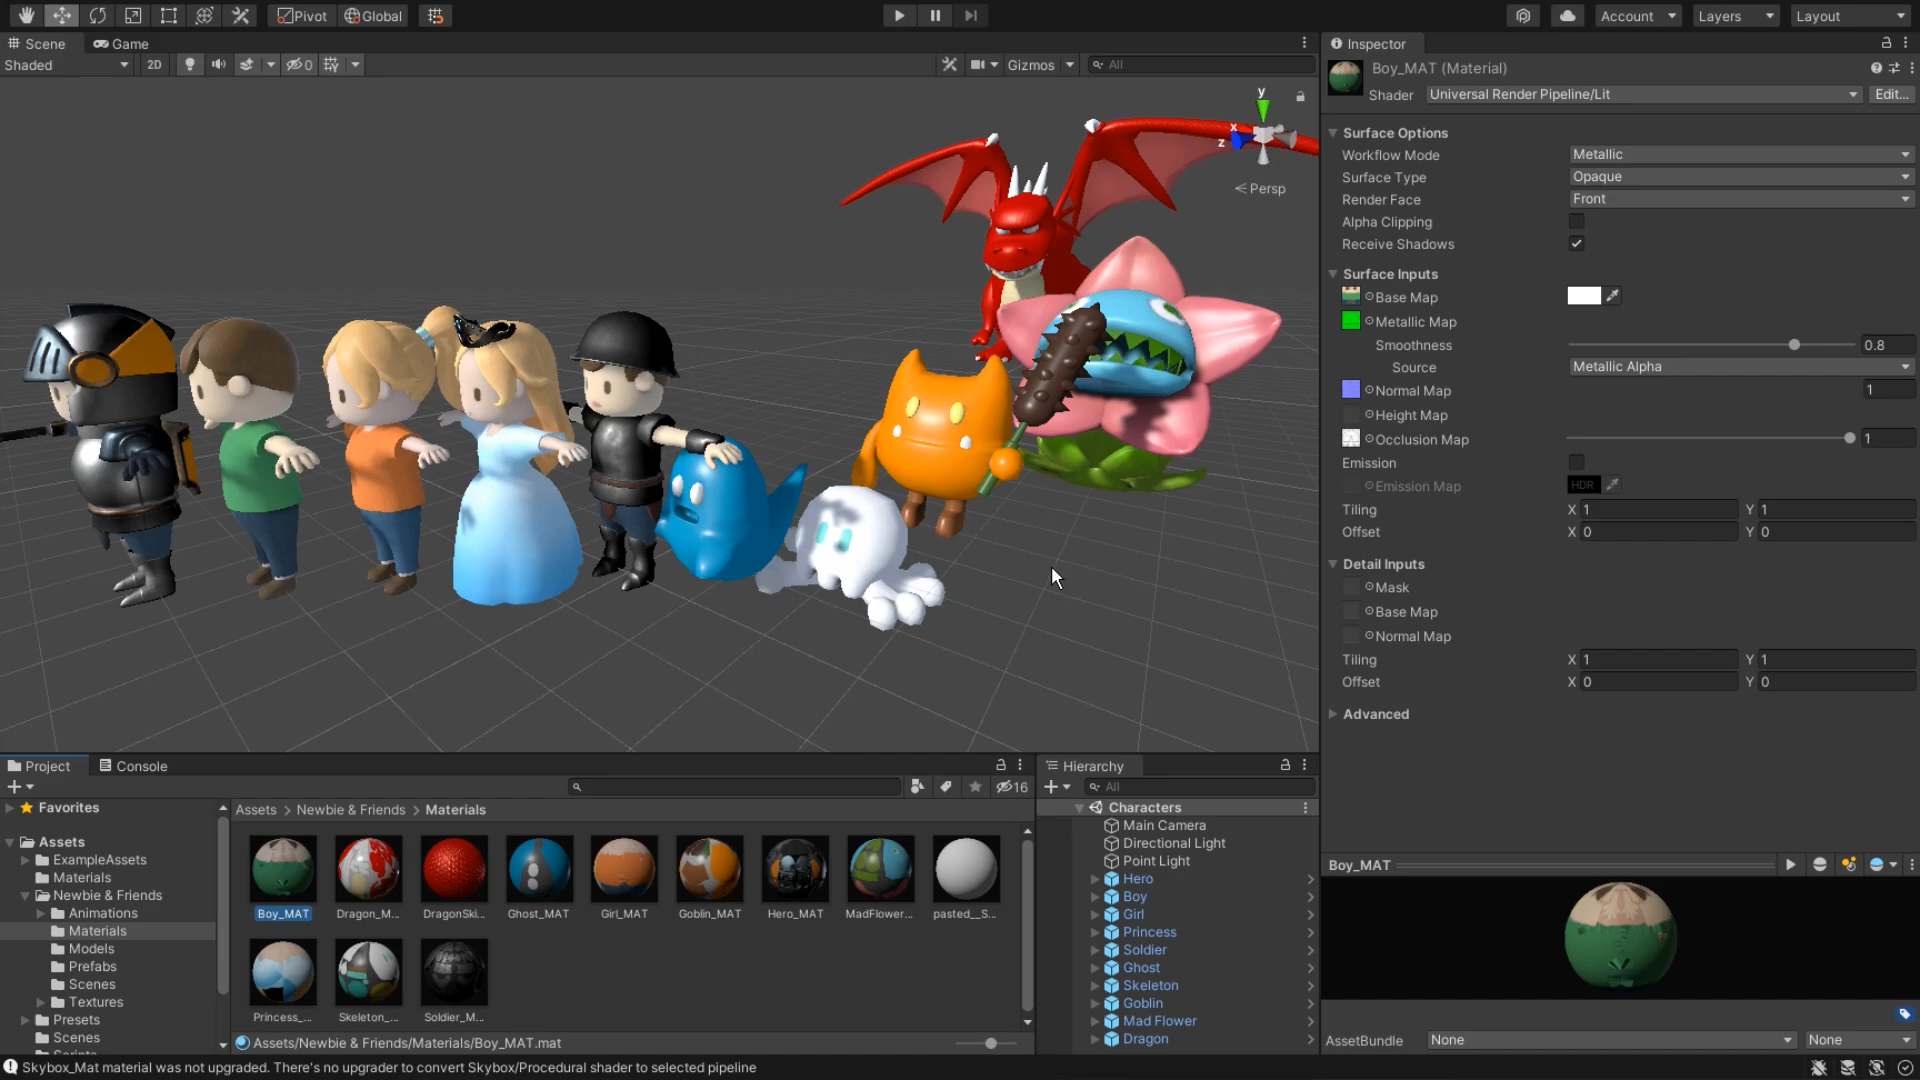 Pivot Global Account Layers Layout
Scene Game
Shaded 2D 0 Gizmos All
y
x
z
< Persp
Inspector
Boy_MAT (Material)
Shader Universal Render Pipeline/Lit Edit...
Surface Options
Workflow Mode Metallic
Surface Type Opaque
Render Face Front
Alpha Clipping
Receive Shadows
Surface Inputs
Base Map
Metallic Map
Smoothness 0.8
Source Metallic Alpha
Normal Map 1
Height Map
Occlusion Map 1
Emission
Emission Map HDR
Tiling X 1 Y 1
Offset X 0 Y 0
Detail Inputs
Mask
Base Map
Normal Map
Tiling X 1 Y 1
Offset X 0 Y 0
Advanced
Project Console
16
Favorites
Assets
ExampleAssets
Materials
Newbie & Friends
Animations
Materials
Models
Prefabs
Scenes
Textures
Presets
Scenes
Assets > Newbie & Friends > Materials
Boy_MAT Dragon_M... DragonSki... Ghost_MAT Girl_MAT Goblin_MAT Hero_MAT MadFlower... pasted__S...
Princess_... Skeleton_... Soldier_M...
Assets/Newbie & Friends/Materials/Boy_MAT.mat
Hierarchy
All
Characters
Main Camera
Directional Light
Point Light
Hero
Boy
Girl
Princess
Soldier
Ghost
Skeleton
Goblin
Mad Flower
Dragon
Boy_MAT
AssetBundle None None
Skybox_Mat material was not upgraded. There's no upgrader to convert Skybox/Procedural shader to selected pipeline